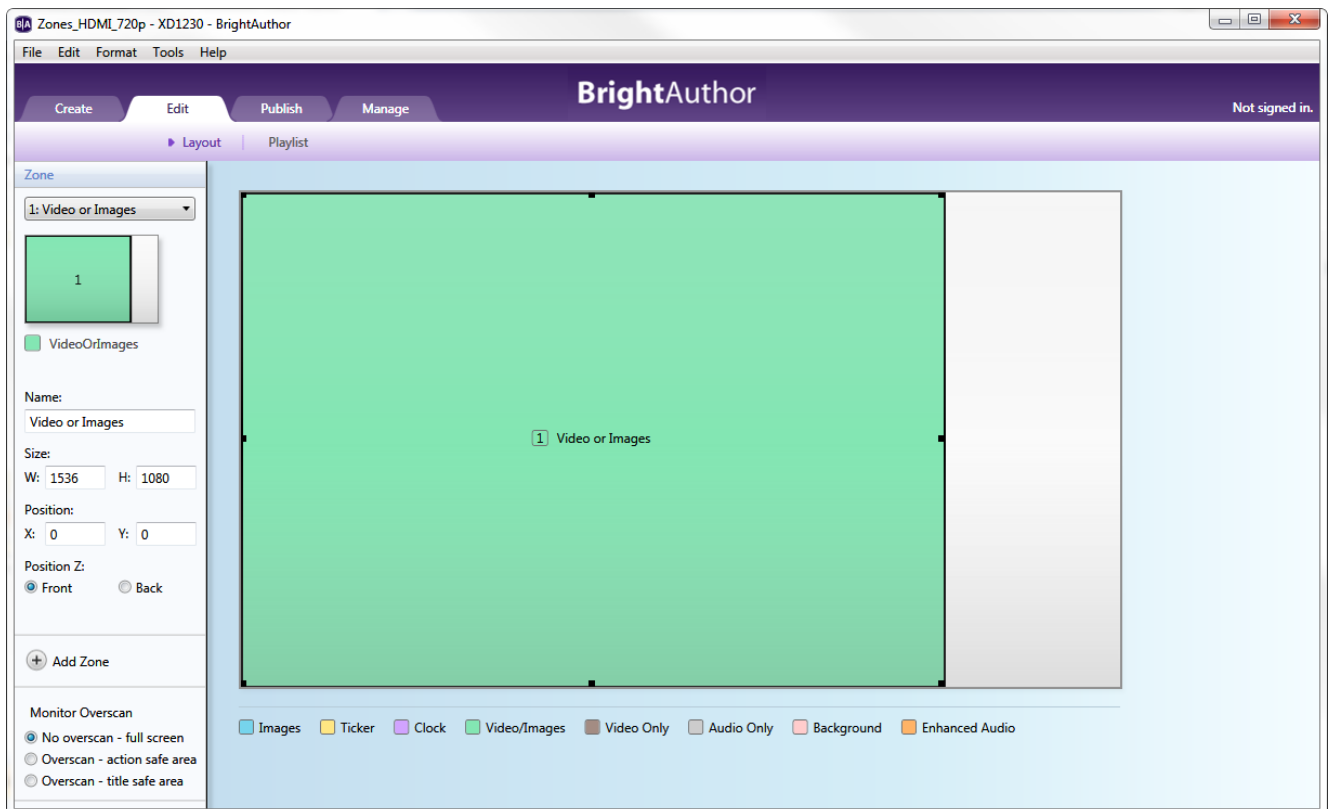 BA Zones_HDMI_720p - XD1230 - BrightAuthor
File Edit Format Tools Help
BrightAuthor
Create Edit Publish Manage
Not signed in.
Layout Playlist
Zone
1: Video or Images
1
VideoOrImages
Name:
Video or Images
Size:
W: 1536 H: 1080
Position:
X: 0 Y: 0
Position Z:
Front Back
Add Zone
Monitor Overscan
No overscan - full screen
Overscan - action safe area
Overscan - title safe area
1 Video or Images
Images Ticker Clock Video/Images Video Only Audio Only Background Enhanced Audio